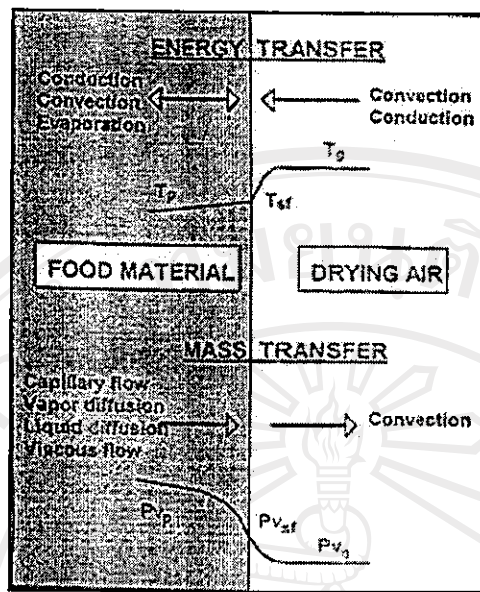 ENERGY TRANSFER
Conduction
Convection
Evaporation
Convection
Conduction
Tg
Tp
Tsf
FOOD MATERIAL
DRYING AIR
MASS TRANSFER
Capillary flow
Vapor diffusion
Liquid diffusion
Viscous flow
Convection
Pvp
Pvsf
Pvg